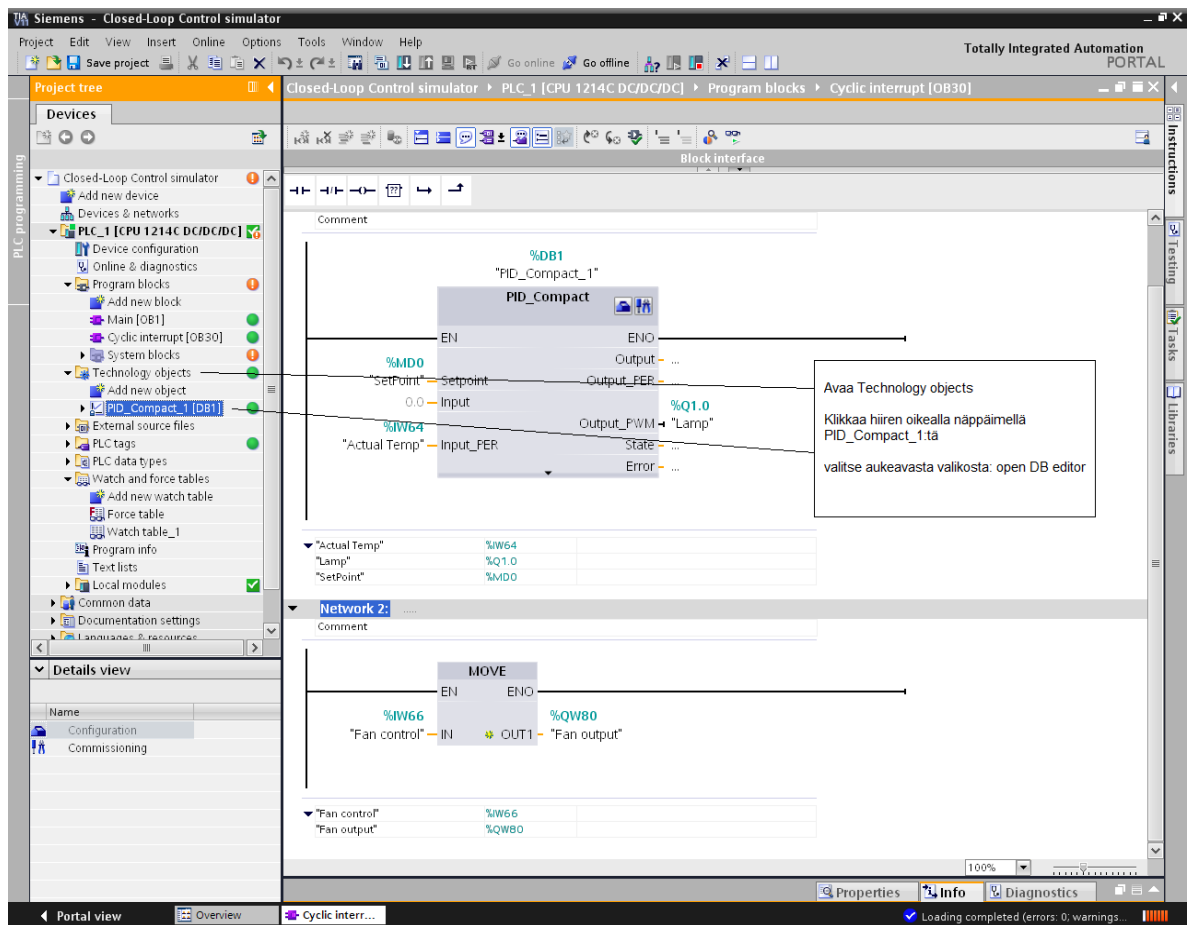 Siemens - Closed-Loop Control simulator
Project Edit View Insert Online Options Tools Window Help
Totally Integrated Automation
PORTAL
Save project Go online Go offline
Project tree
Closed-Loop Control simulator PLC_1 [CPU 1214C DC/DC/DC] Program blocks Cyclic interrupt [OB30]
Devices
Block interface
PLC programming
Closed-Loop Control simulator
Add new device
Devices & networks
PLC_1 [CPU 1214C DC/DC/DC]
Device configuration
Online & diagnostics
Program blocks
Add new block
Main [OB1]
Cyclic interrupt [OB30]
System blocks
Technology objects
Add new object
PID_Compact_1 [DB1]
External source files
PLC tags
PLC data types
Watch and force tables
Add new watch table
Force table
Watch table_1
Program info
Text lists
Local modules
Common data
Documentation settings
Languages & resources
Details view
Name
Configuration
Commissioning
Comment
%DB1
"PID_Compact_1"
PID_Compact
EN ENO
Output ...
%MD0
"SetPoint" Setpoint Output_PER ...
0.0 Input
%Q1.0
%IW64
Output_PWM "Lamp"
"Actual Temp" Input_PER State ...
Error ...
Avaa Technology objects
Klikkaa hiiren oikealla näppäimellä
PID_Compact_1:tä
valitse aukeavasta valikosta: open DB editor
"Actual Temp" %IW64
"Lamp" %Q1.0
"SetPoint" %MD0
Network 2: .....
Comment
MOVE
EN ENO
%IW66 %QW80
"Fan control" IN OUT1 "Fan output"
"Fan control" %IW66
"Fan output" %QW80
100%
Instructions
Testing
Tasks
Libraries
Properties Info Diagnostics
Portal view Overview Cyclic interr... Loading completed (errors: 0; warnings...